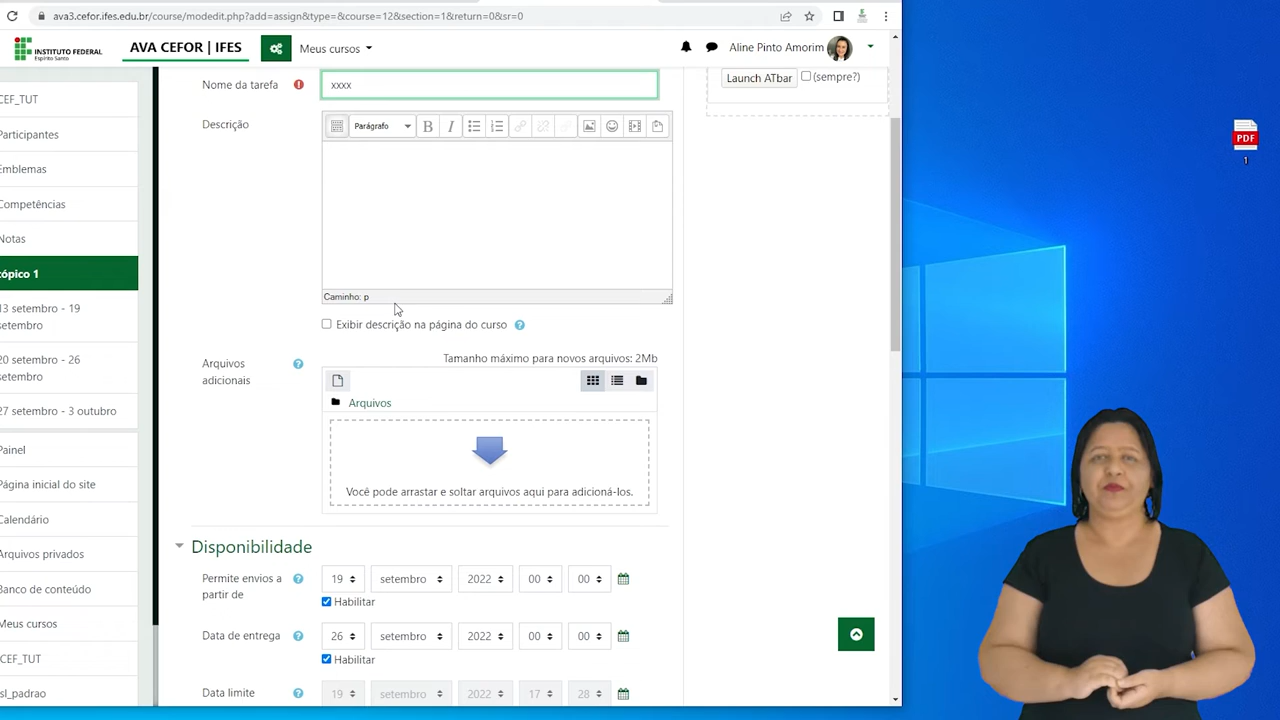 ava3.cefor.ifes.edu.br/course/modedit.php?add=assign&type=&course=12&section=1&return=0&sr=0
INSTITUTO FEDERAL
Espírito Santo
AVA CEFOR | IFES
Meus cursos
Aline Pinto Amorim
CEF_TUT
Participantes
Emblemas
Competências
Notas
tópico 1
13 setembro - 19
setembro
20 setembro - 26
setembro
27 setembro - 3 outubro
Painel
Página inicial do site
Calendário
Arquivos privados
Banco de conteúdo
Meus cursos
CEF_TUT
sl_padrao
Nome da tarefa
xxxx
Descrição
Parágrafo
B I
Caminho: p
Exibir descrição na página do curso
Arquivos
adicionais
Tamanho máximo para novos arquivos: 2Mb
Arquivos
Você pode arrastar e soltar arquivos aqui para adicioná-los.
Disponibilidade
Permite envios a
partir de
19 setembro 2022 00 00
Habilitar
Data de entrega
26 setembro 2022 00 00
Habilitar
Data limite
19 setembro 2022 17 28
Launch ATbar
(sempre?)
PDF
1